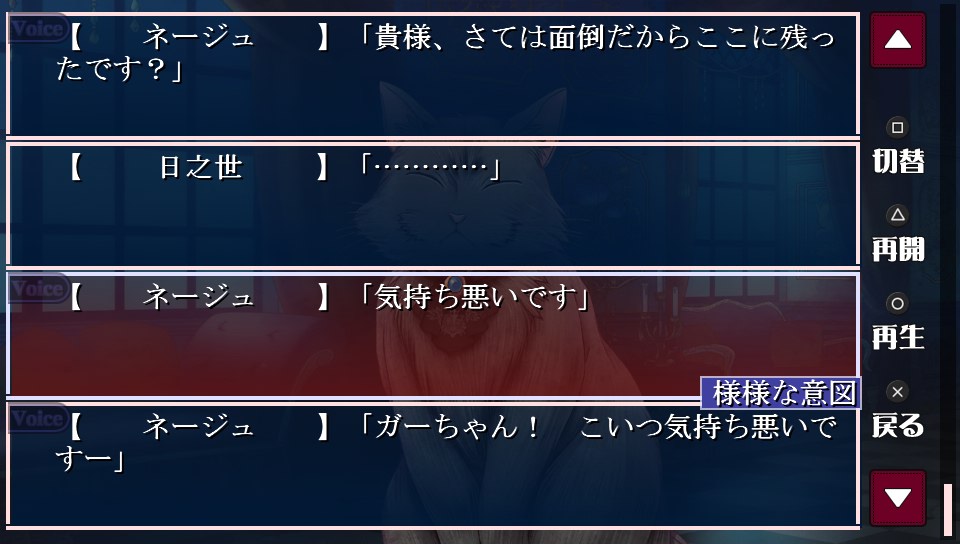 Voice
【 ネージュ 】「貴様、さては面倒だからここに残っ
たです？」
【 日之世 】「…………」
Voice
【 ネージュ 】「気持ち悪いです」
様様な意図
Voice
【 ネージュ 】「ガーちゃん！　こいつ気持ち悪いで
すー」
切替
再開
再生
戻る